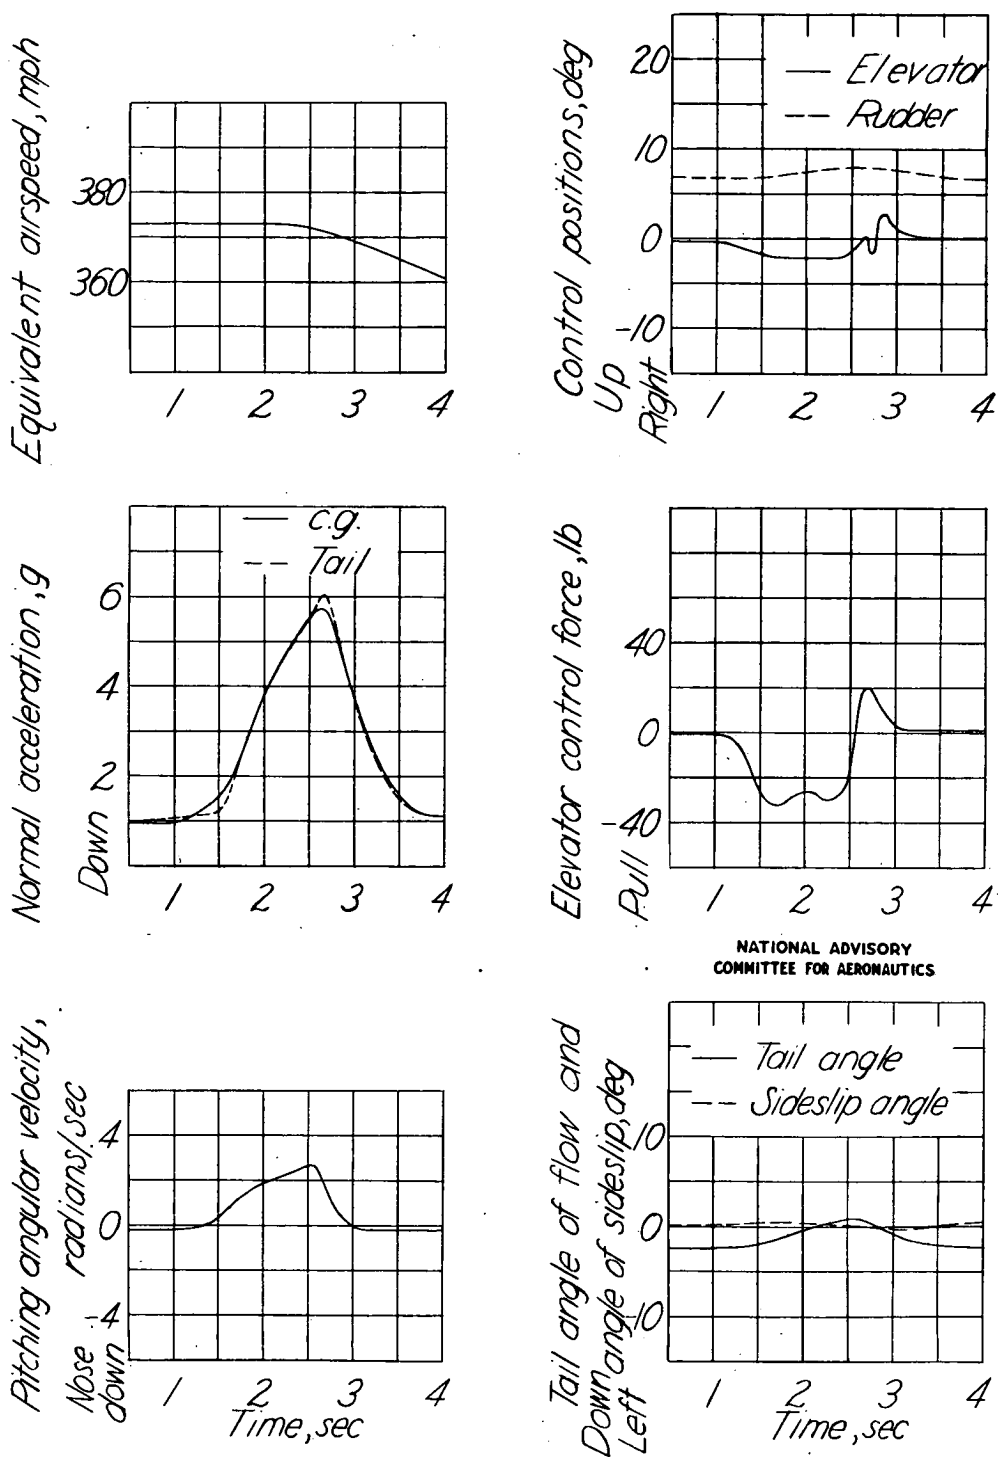 Equivalent airspeed, mph
380
360
1 2 3 4
Control positions, deg
Up
Right
20
10
0
-10
Elevator
Rudder
1 2 3 4
Normal acceleration, g
Down
6
4
2
c.g.
Tail
1 2 3 4
Elevator control force, lb
Pull
40
0
-40
1 2 3 4
NATIONAL ADVISORY
COMMITTEE FOR AERONAUTICS
Pitching angular velocity,
radians/sec
Nose
down
.4
0
-.4
1 2 3 4
Time, sec
Tail angle of flow and
angle of sideslip, deg
Down
Left
10
0
-10
Tail angle
Sideslip angle
1 2 3 4
Time, sec